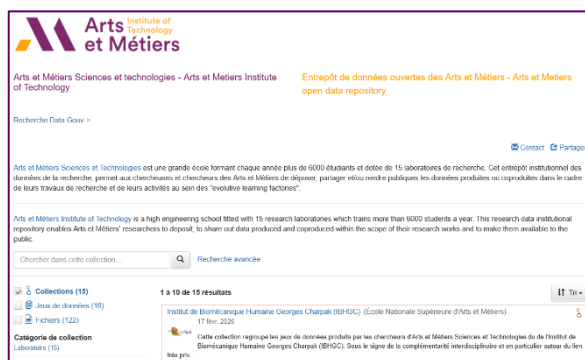 Arts Institute of
Technology
et Métiers
Arts et Métiers Sciences et technologies - Arts et Metiers Institute
of Technology
Entrepôt de données ouvertes des Arts et Métiers - Arts et Metiers
open data repository
Recherche Data Gouv >
Contact Partager
Arts et Métiers Sciences et Technologies est une grande école formant chaque année plus de 6000 étudiants et dotée de 15 laboratoires de recherche. Cet entrepôt institutionnel des
données de la recherche, permet aux chercheuses et chercheurs des Arts et Métiers de déposer, partager et/ou rendre publiques les données produites ou coproduites dans le cadre
de leurs travaux de recherche et de leurs activités au sein des "evolutive learning factories".
Arts et Métiers Institute of Technology is a high engineering school fitted with 15 research laboratories which trains more than 6000 students a year. This research data institutional
repository enables Arts et Métiers' researchers to deposit, to share out data produced and coproduced within the scope of their research works and to make them available to the
public.
Chercher dans cette collection...
Recherche avancée
Collections (15)
Jeux de données (16)
Fichiers (122)
Catégorie de collection
Laboratoire (15)
1 à 10 de 15 résultats
Tri
Institut de Biomécanique Humaine Georges Charpak (IBHGC) (École Nationale Supérieure d'Arts et Métiers)
17 févr. 2026
Cette collection regroupe les jeux de données produits par les chercheurs d'Arts et Métiers Sciences et Technologies du de l'Institut de
Biomécanique Humaine Georges Charpak (IBHGC). Sous le signe de la complémentarité interdisciplinaire et en particulier autour du lien
très priv